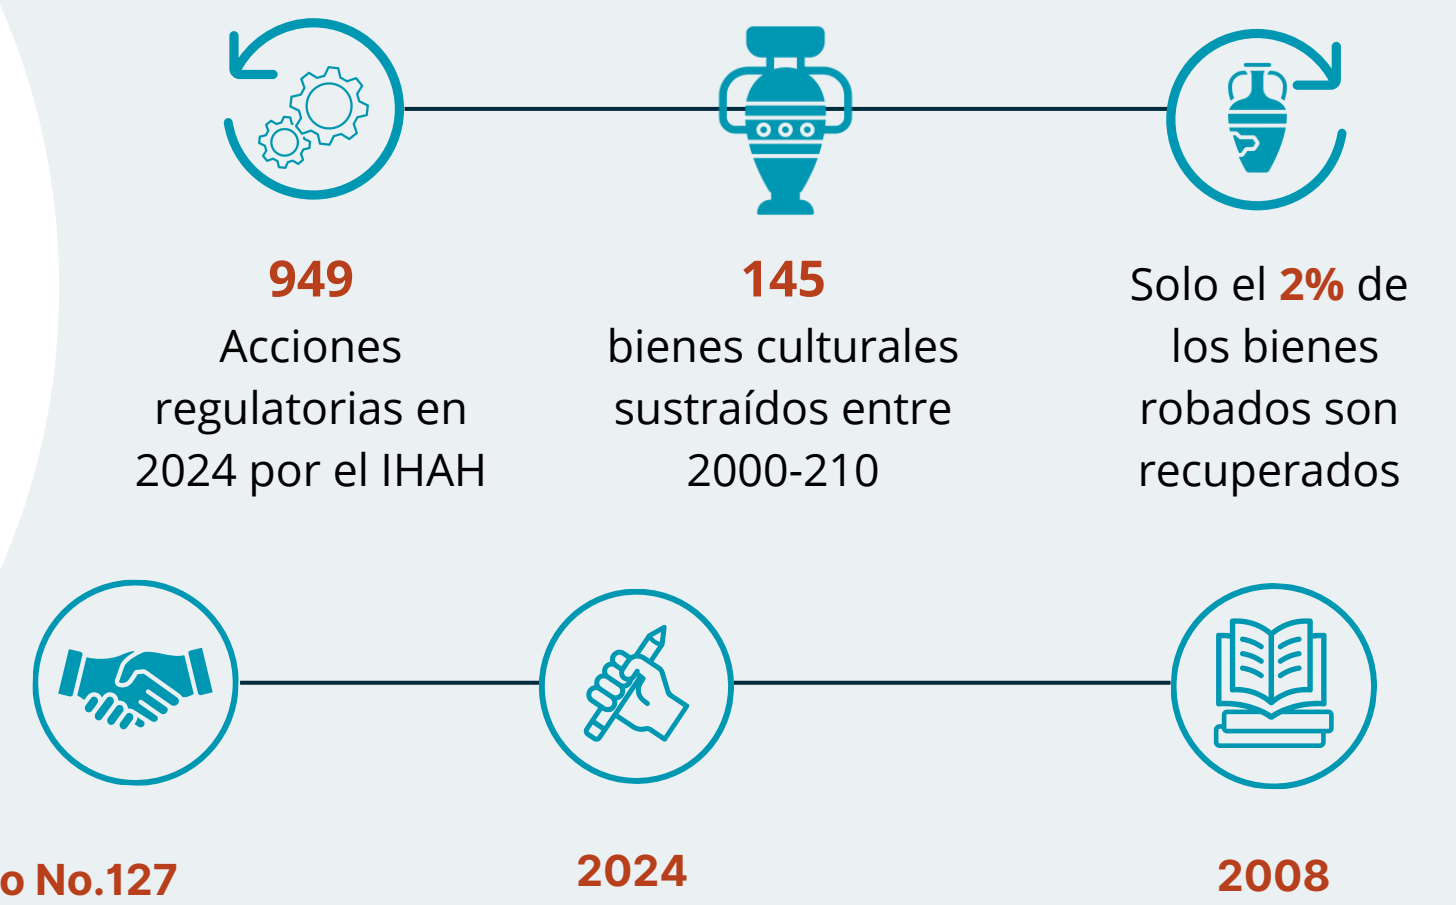 949
Acciones
regulatorias en
2024 por el IHAH
145
bienes culturales
sustraídos entre
2000-210
Solo el 2% de
los bienes
robados son
recuperados
o No.127
2024
2008